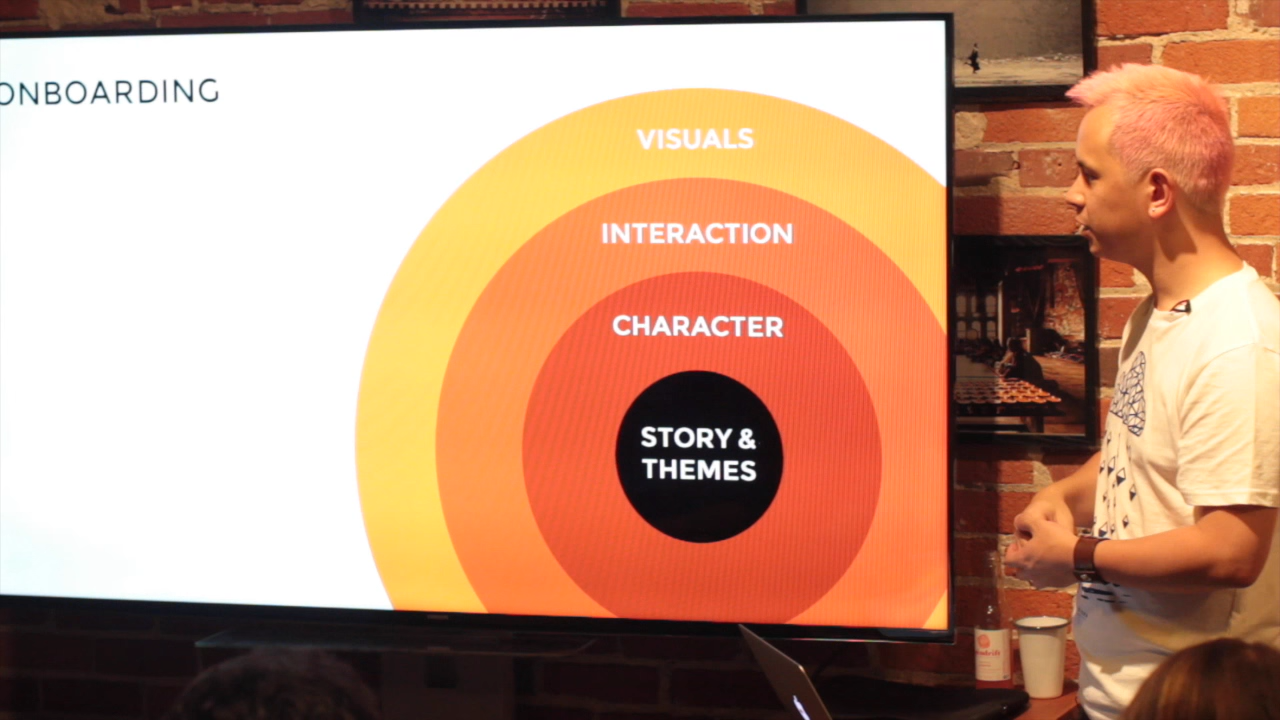 ONBOARDING
VISUALS
INTERACTION
CHARACTER
STORY &
THEMES